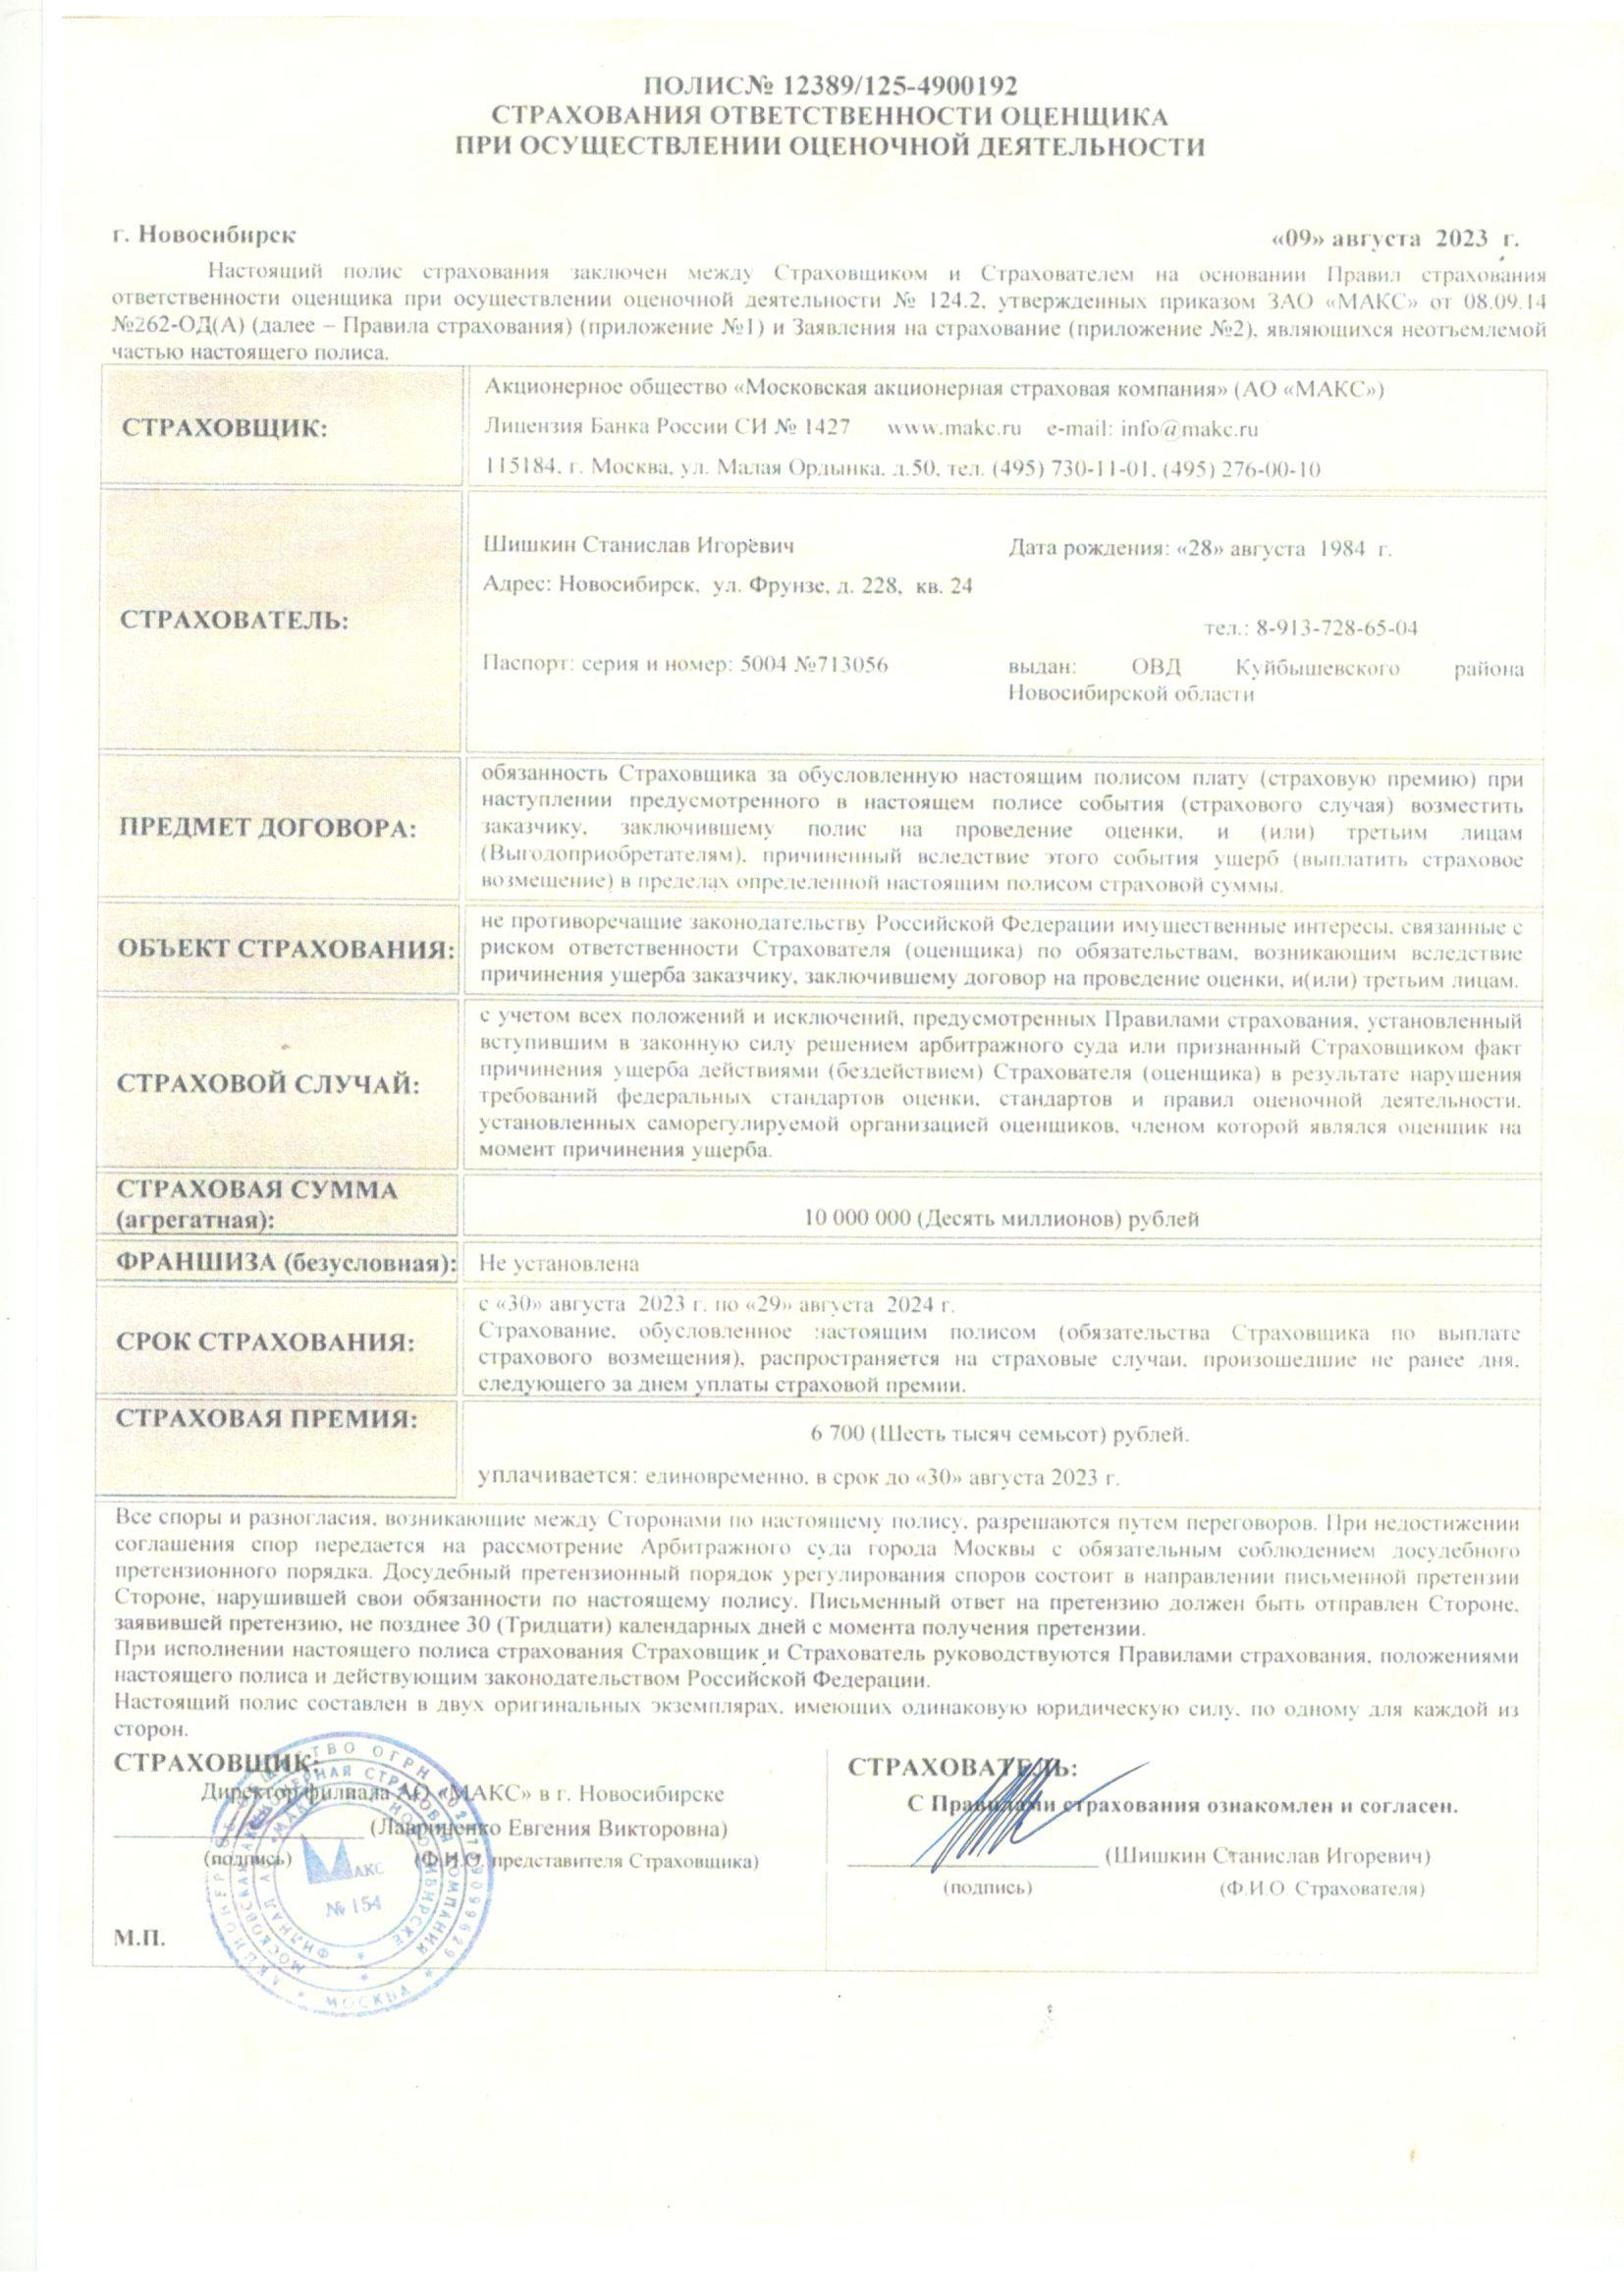 ПОЛИС№ 12389/125-4900192
СТРАХОВАНИЯ ОТВЕТСТВЕННОСТИ ОЦЕНЩИКА
ПРИ ОСУЩЕСТВЛЕНИИ ОЦЕНОЧНОЙ ДЕЯТЕЛЬНОСТИ
г. Новосибирск
«09» августа 2023 г.
Настоящий полис страхования заключен между Страховщиком и Страхователем на основании Правил страхования
ответственности оценщика при осуществлении оценочной деятельности № 124.2, утвержденных приказом ЗАО «МАКС» от 08.09.14
№262-ОД(А) (далее – Правила страхования) (приложение №1) и Заявления на страхование (приложение №2), являющихся неотъемлемой
частью настоящего полиса.
СТРАХОВЩИК:
Акционерное общество «Московская акционерная страховая компания» (АО «МАКС»)
Лицензия Банка России СИ № 1427 www.makc.ru e-mail: info@makc.ru
115184, г. Москва, ул. Малая Ордынка, д.50, тел. (495) 730-11-01, (495) 276-00-10
СТРАХОВАТЕЛЬ:
Шишкин Станислав Игоревич
Дата рождения: «28» августа 1984 г.
Адрес: Новосибирск, ул. Фрунзе, д. 228, кв. 24
тел.: 8-913-728-65-04
Паспорт: серия и номер: 5004 №713056
выдан: ОВД Куйбышевского района
Новосибирской области
ПРЕДМЕТ ДОГОВОРА:
обязанность Страховщика за обусловленную настоящим полисом плату (страховую премию) при
наступлении предусмотренного в настоящем полисе события (страхового случая) возместить
заказчику, заключившему полис на проведение оценки, и (или) третьим лицам
(Выгодоприобретателям), причиненный вследствие этого события ущерб (выплатить страховое
возмещение) в пределах определенной настоящим полисом страховой суммы.
ОБЪЕКТ СТРАХОВАНИЯ:
не противоречащие законодательству Российской Федерации имущественные интересы, связанные с
риском ответственности Страхователя (оценщика) по обязательствам, возникающим вследствие
причинения ущерба заказчику, заключившему договор на проведение оценки, и(или) третьим лицам.
СТРАХОВОЙ СЛУЧАЙ:
с учетом всех положений и исключений, предусмотренных Правилами страхования, установленный
вступившим в законную силу решением арбитражного суда или признанный Страховщиком факт
причинения ущерба действиями (бездействием) Страхователя (оценщика) в результате нарушения
требований федеральных стандартов оценки, стандартов и правил оценочной деятельности,
установленных саморегулируемой организацией оценщиков, членом которой являлся оценщик на
момент причинения ущерба.
СТРАХОВАЯ СУММА
(агрегатная):
10 000 000 (Десять миллионов) рублей
ФРАНШИЗА (безусловная):
Не установлена
СРОК СТРАХОВАНИЯ:
с «30» августа 2023 г. по «29» августа 2024 г.
Страхование, обусловленное настоящим полисом (обязательства Страховщика по выплате
страхового возмещения), распространяется на страховые случаи, произошедшие не ранее дня,
следующего за днем уплаты страховой премии.
СТРАХОВАЯ ПРЕМИЯ:
6 700 (Шесть тысяч семьсот) рублей.
уплачивается: единовременно, в срок до «30» августа 2023 г.
Все споры и разногласия, возникающие между Сторонами по настоящему полису, разрешаются путем переговоров. При недостижении
соглашения спор передается на рассмотрение Арбитражного суда города Москвы с обязательным соблюдением досудебного
претензионного порядка. Досудебный претензионный порядок урегулирования споров состоит в направлении письменной претензии
Стороне, нарушившей свои обязанности по настоящему полису. Письменный ответ на претензию должен быть отправлен Стороне,
заявившей претензию, не позднее 30 (Тридцати) календарных дней с момента получения претензии.
При исполнении настоящего полиса страхования Страховщик и Страхователь руководствуются Правилами страхования, положениями
настоящего полиса и действующим законодательством Российской Федерации.
Настоящий полис составлен в двух оригинальных экземплярах, имеющих одинаковую юридическую силу, по одному для каждой из
сторон.
СТРАХОВЩИК:
Директор филиала АО «МАКС» в г. Новосибирске
(Лавриненко Евгения Викторовна)
(подпись) (Ф.И.О. представителя Страховщика)
М.П.
МАКС
№ 154
СТРАХОВАТЕЛЬ:
С Правилами страхования ознакомлен и согласен.
(Шишкин Станислав Игоревич)
(подпись) (Ф.И.О. Страхователя)